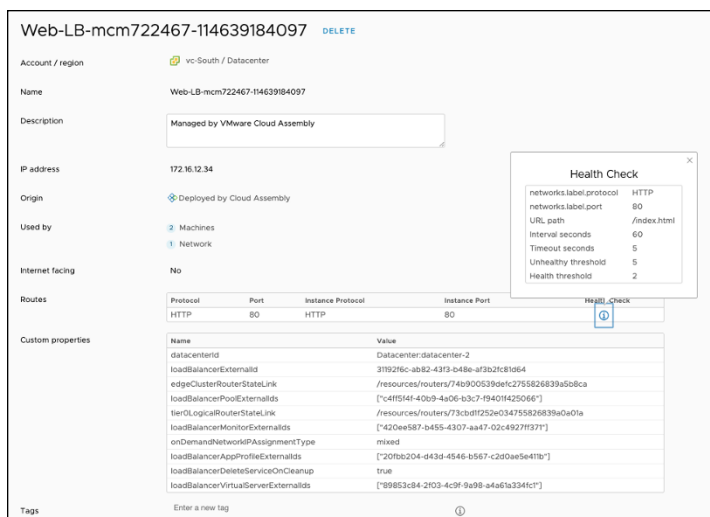 Web-LB-mcm722467-114639184097 DELETE
Account / region vc-South / Datacenter
Name Web-LB-mcm722467-114639184097
Description Managed by VMware Cloud Assembly
IP address 172.16.12.34
Origin Deployed by Cloud Assembly
Used by 2 Machines
1 Network
Internet facing No
Health Check
networks.label.protocol HTTP
networks.label.port 80
URL path /index.html
Interval seconds 60
Timeout seconds 5
Unhealthy threshold 5
Health threshold 2
Routes Protocol Port Instance Protocol Instance Port Health Check
HTTP 80 HTTP 80
Custom properties Name Value
datacenterId Datacenter:datacenter-2
loadBalancerExternalId 31192f6c-ab82-43f3-b48e-af3b2fc81d64
edgeClusterRouterStateLink /resources/routers/74b900539defc2755826839a5b8ca
loadBalancerPoolExternalIds ["c4ff5f4f-40b9-4a06-b3c7-f9401f425066"]
tier0LogicalRouterStateLink /resources/routers/73cbd1f252e034755826839a0a01a
loadBalancerMonitorExternalIds ["420ee587-b455-4307-aa47-02c4927ff371"]
onDemandNetworkIPAssignmentType mixed
loadBalancerAppProfileExternalIds ["20fbb204-d43d-4546-b567-c2d0ae5e411b"]
loadBalancerDeleteServiceOnCleanup true
loadBalancerVirtualServerExternalIds ["89853c84-2f03-4c9f-9a98-a4a61a334fc1"]
Tags Enter a new tag